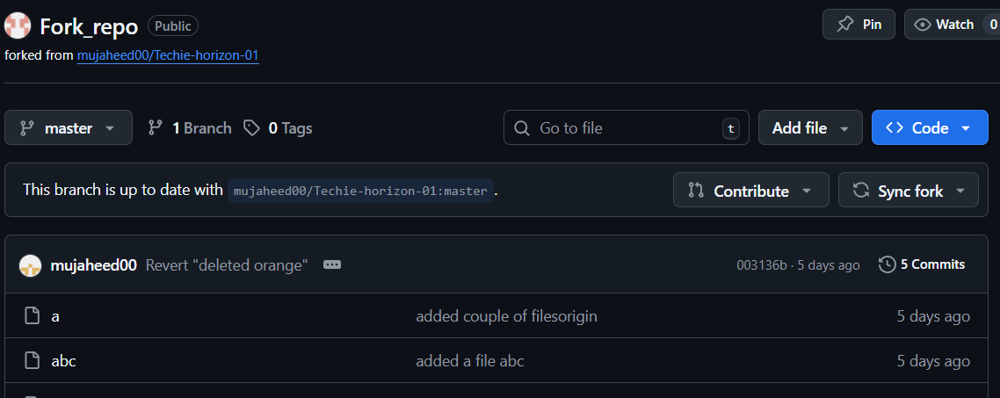 Fork_repo Public Pin Watch 0
forked from mujaheed00/Techie-horizon-01
master 1 Branch 0 Tags Go to file t Add file Code
This branch is up to date with mujaheed00/Techie-horizon-01:master. Contribute Sync fork
mujaheed00 Revert "deleted orange" 003136b · 5 days ago 5 Commits
a added couple of filesorigin 5 days ago
abc added a file abc 5 days ago